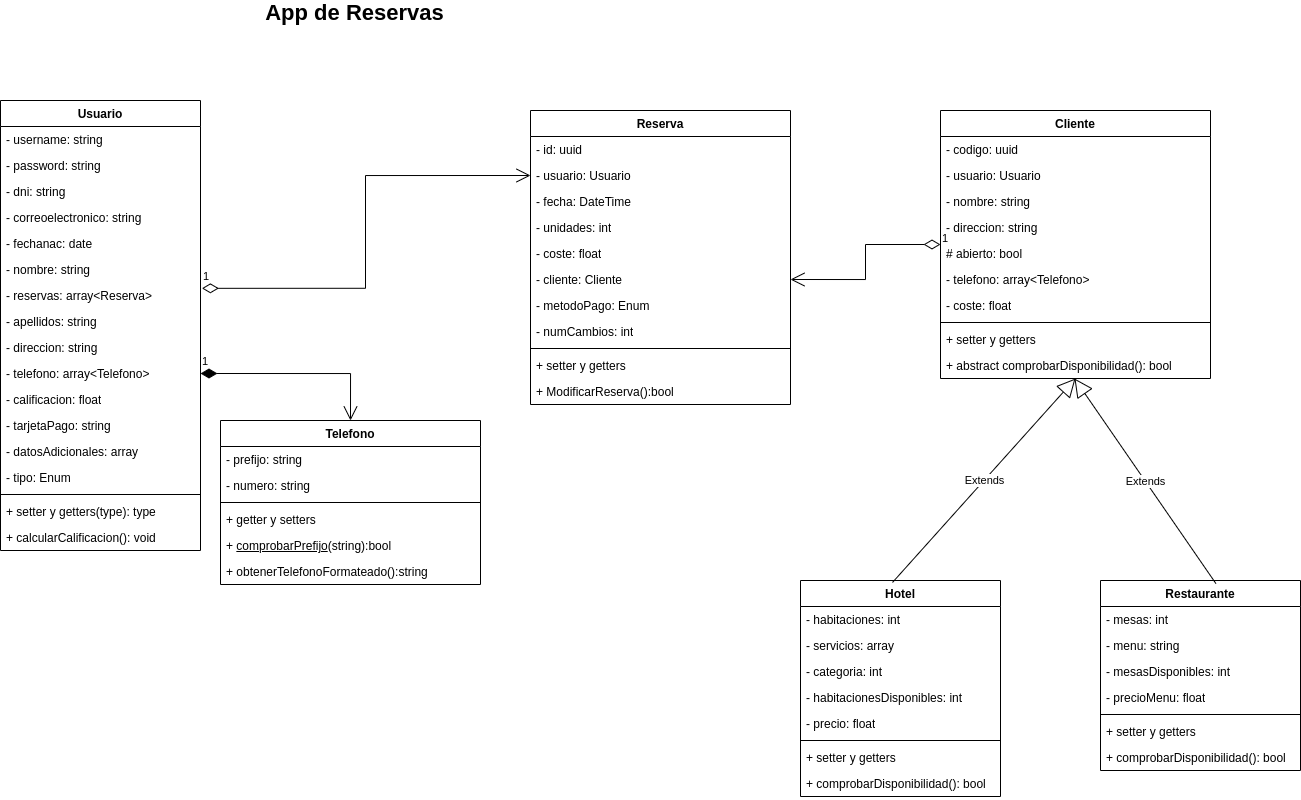 App de Reservas
Usuario
- username: string
- password: string
- dni: string
- correoelectronico: string
- fechanac: date
- nombre: string
- reservas: array<Reserva>
- apellidos: string
- direccion: string
- telefono: array<Telefono>
- calificacion: float
- tarjetaPago: string
- datosAdicionales: array
- tipo: Enum
+ setter y getters(type): type
+ calcularCalificacion(): void
1
1
Telefono
- prefijo: string
- numero: string
+ getter y setters
+ comprobarPrefijo(string):bool
+ obtenerTelefonoFormateado():string
Reserva
- id: uuid
- usuario: Usuario
- fecha: DateTime
- unidades: int
- coste: float
- cliente: Cliente
- metodoPago: Enum
- numCambios: int
+ setter y getters
+ ModificarReserva():bool
Cliente
- codigo: uuid
- usuario: Usuario
- nombre: string
- direccion: string
1
# abierto: bool
- telefono: array<Telefono>
- coste: float
+ setter y getters
+ abstract comprobarDisponibilidad(): bool
Extends
Extends
Hotel
- habitaciones: int
- servicios: array
- categoria: int
- habitacionesDisponibles: int
- precio: float
+ setter y getters
+ comprobarDisponibilidad(): bool
Restaurante
- mesas: int
- menu: string
- mesasDisponibles: int
- precioMenu: float
+ setter y getters
+ comprobarDisponibilidad(): bool